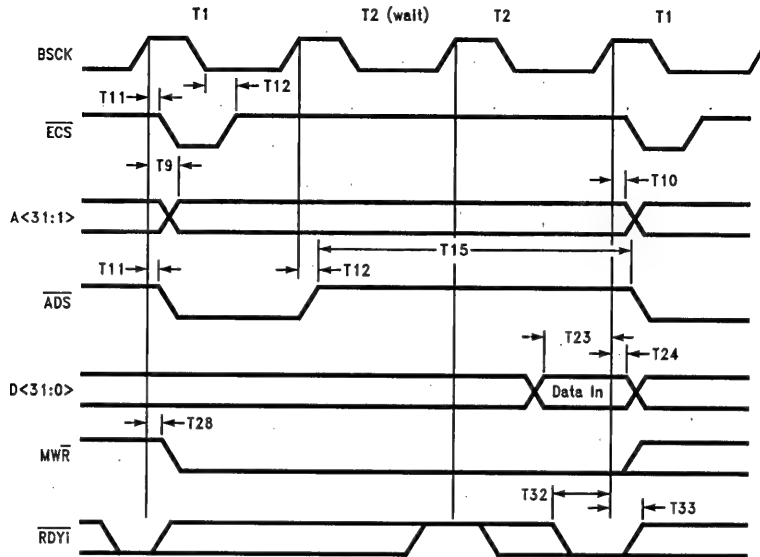 T1 T2 (wait) T2 T1
BSCK
T11 T12
ECS
T9 T10
A<31:1>
T15
T11 T12
ADS
T23
T24
D<31:0> Data In
T28
MWR
T32
T33
RDYi